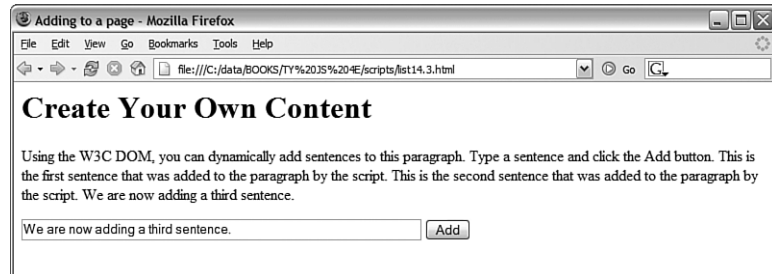 Adding to a page - Mozilla Firefox
File Edit View Go Bookmarks Tools Help
file:///C:/data/BOOKS/TY%20JS%204E/scripts/list14.3.html Go G
Create Your Own Content
Using the W3C DOM, you can dynamically add sentences to this paragraph. Type a sentence and click the Add button. This is
the first sentence that was added to the paragraph by the script. This is the second sentence that was added to the paragraph by
the script. We are now adding a third sentence.
We are now adding a third sentence. Add